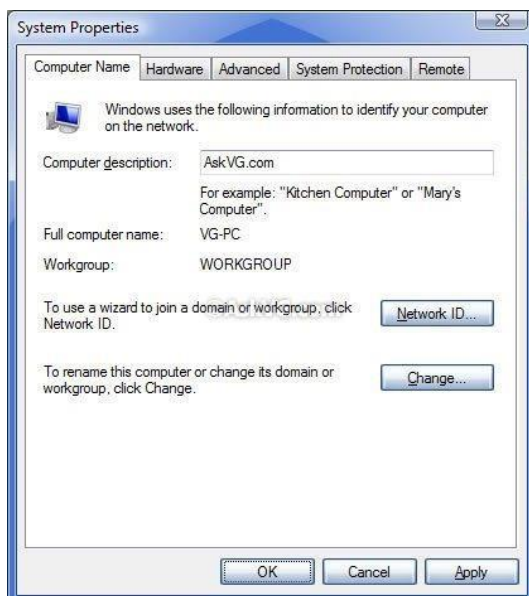 System Properties
Computer Name Hardware Advanced System Protection Remote
Windows uses the following information to identify your computer
on the network.
Computer description: AskVG.com
For example: "Kitchen Computer" or "Mary's
Computer".
Full computer name: VG-PC
Workgroup: WORKGROUP
To use a wizard to join a domain or workgroup, click
Network ID.
Network ID...
To rename this computer or change its domain or
workgroup, click Change.
Change...
OK Cancel Apply